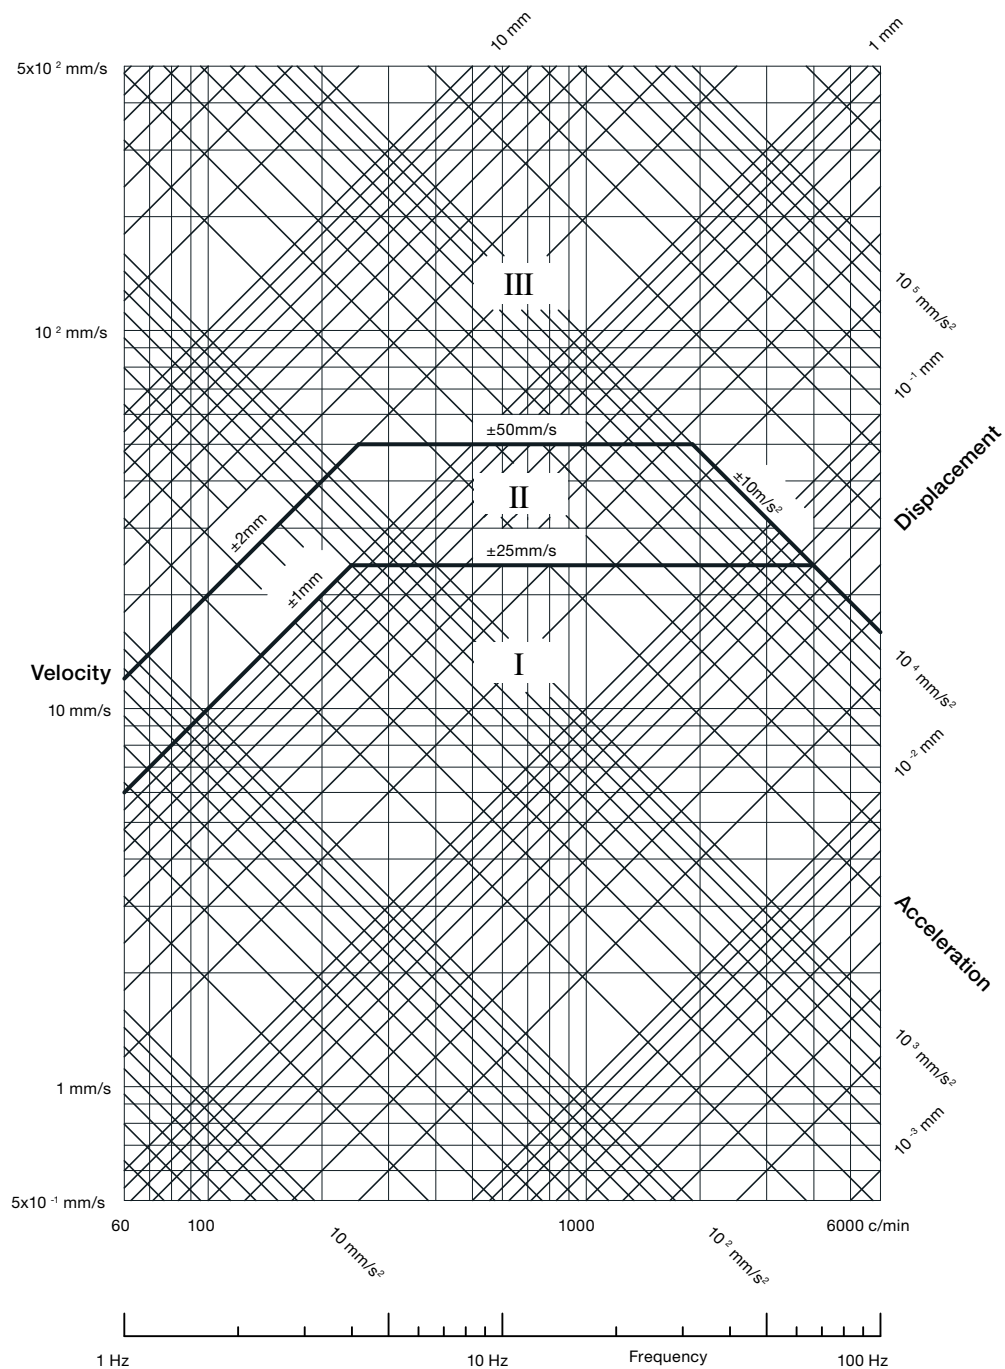 10 mm
1 mm
5x10 ² mm/s
III
10 ⁵ mm/s²
10 ² mm/s
10 ⁻¹ mm
±50mm/s
Displacement
±10m/s²
II
±2mm
±25mm/s
±1mm
I
Velocity
10 ⁴ mm/s²
10 mm/s
10 ⁻² mm
Acceleration
10 ³ mm/s²
1 mm/s
10 ⁻³ mm
5x10 ⁻¹ mm/s
60 100 1000 6000 c/min
10 mm/s²
10 ² mm/s²
1 Hz 10 Hz Frequency 100 Hz